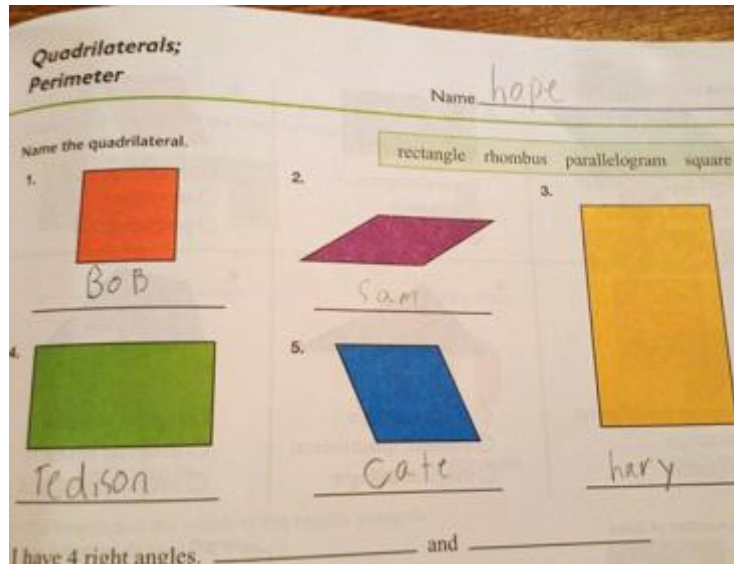 Quadrilaterals;
Perimeter
Name hope
Name the quadrilateral.
rectangle rhombus parallelogram square
1.
2.
3.
BoB
Sam
4.
5.
Tedison
Cate
hary
I have 4 right angles. and